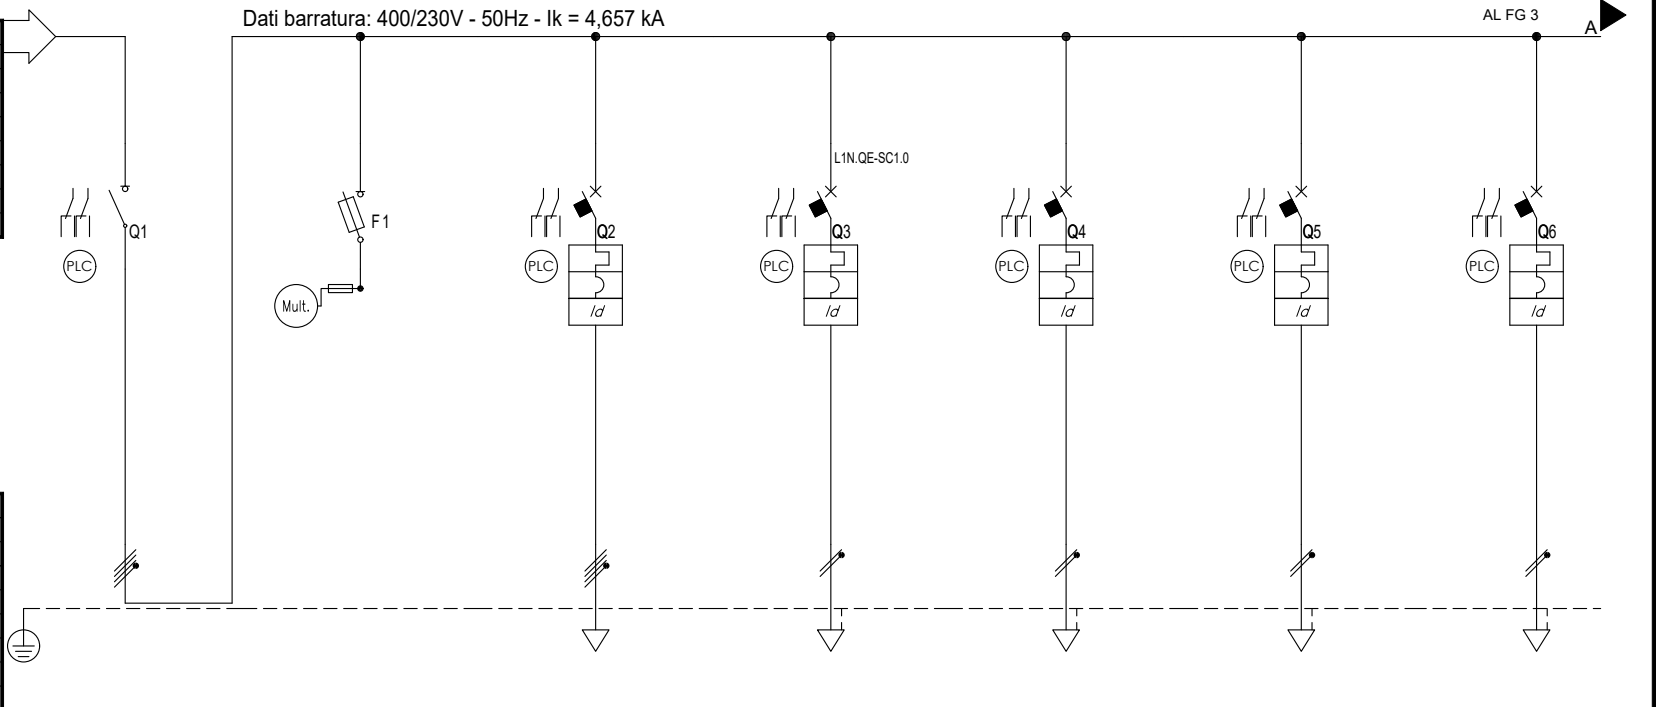 Dati barratura: 400/230V - 50Hz - Ik = 4,657 kA
AL FG 3
A
L1N.QE-SC1.0
Q1
F1
Q2
Q3
Q4
Q5
Q6
PLC
Mult.
PLC
PLC
PLC
PLC
PLC
Id
Id
Id
Id
Id